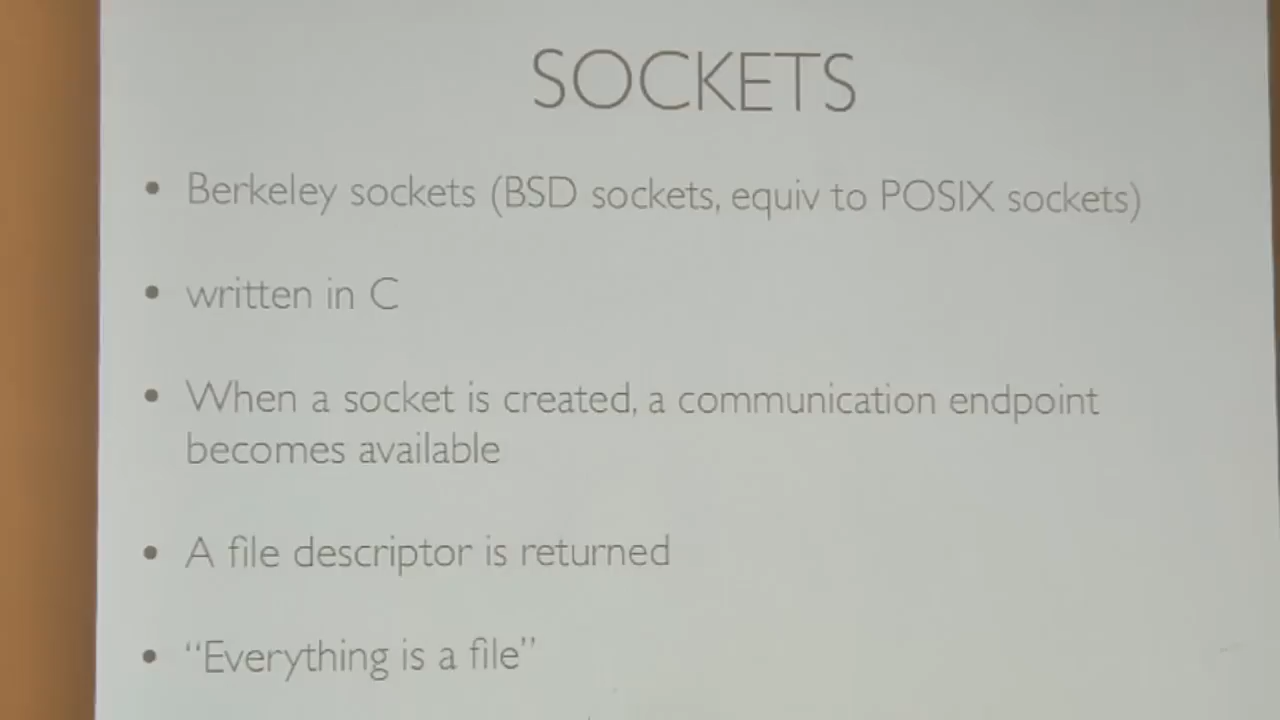 SOCKETS
• Berkeley sockets (BSD sockets, equiv to POSIX sockets)
• written in C
• When a socket is created, a communication endpoint
becomes available
• A file descriptor is returned
• “Everything is a file”